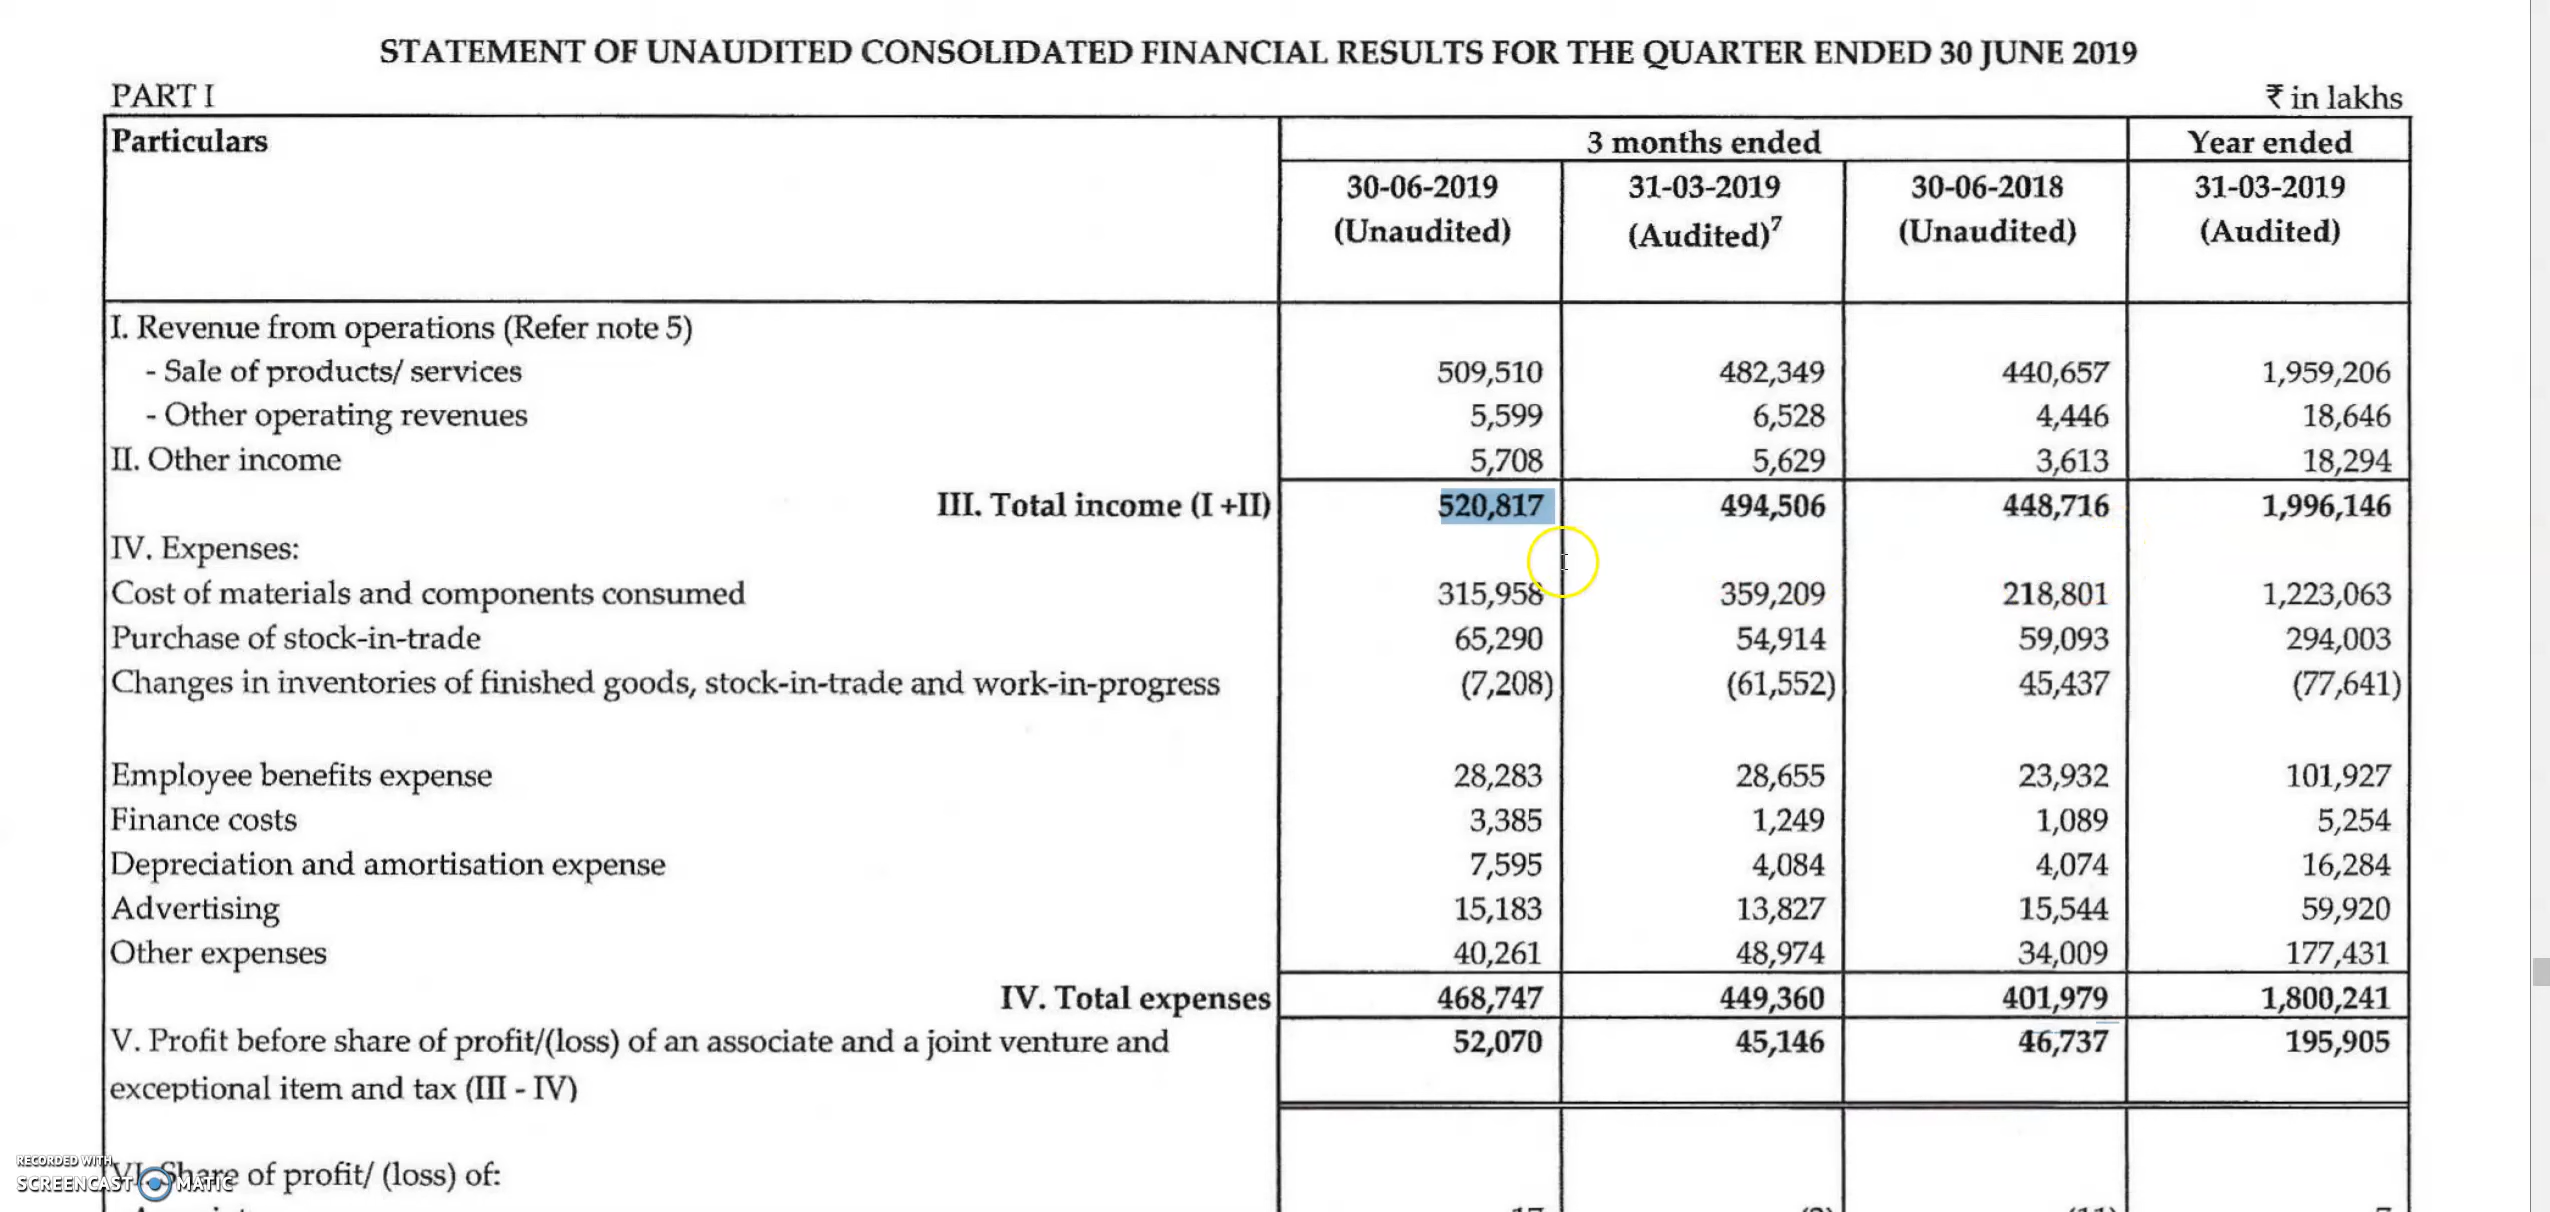 STATEMENT OF UNAUDITED CONSOLIDATED FINANCIAL RESULTS FOR THE QUARTER ENDED 30 JUNE 2019
PART I ₹ in lakhs
Particulars 3 months ended Year ended
30-06-2019 31-03-2019 30-06-2018 31-03-2019
(Unaudited) (Audited)⁷ (Unaudited) (Audited)
I. Revenue from operations (Refer note 5)
- Sale of products/ services 509,510 482,349 440,657 1,959,206
- Other operating revenues 5,599 6,528 4,446 18,646
II. Other income 5,708 5,629 3,613 18,294
III. Total income (I +II) 520,817 494,506 448,716 1,996,146
IV. Expenses:
Cost of materials and components consumed 315,958 359,209 218,801 1,223,063
Purchase of stock-in-trade 65,290 54,914 59,093 294,003
Changes in inventories of finished goods, stock-in-trade and work-in-progress (7,208) (61,552) 45,437 (77,641)
Employee benefits expense 28,283 28,655 23,932 101,927
Finance costs 3,385 1,249 1,089 5,254
Depreciation and amortisation expense 7,595 4,084 4,074 16,284
Advertising 15,183 13,827 15,544 59,920
Other expenses 40,261 48,974 34,009 177,431
IV. Total expenses 468,747 449,360 401,979 1,800,241
V. Profit before share of profit/(loss) of an associate and a joint venture and 52,070 45,146 46,737 195,905
exceptional item and tax (III - IV)
VI. Share of profit/ (loss) of:
RECORDED WITH
SCREENCAST MATIC